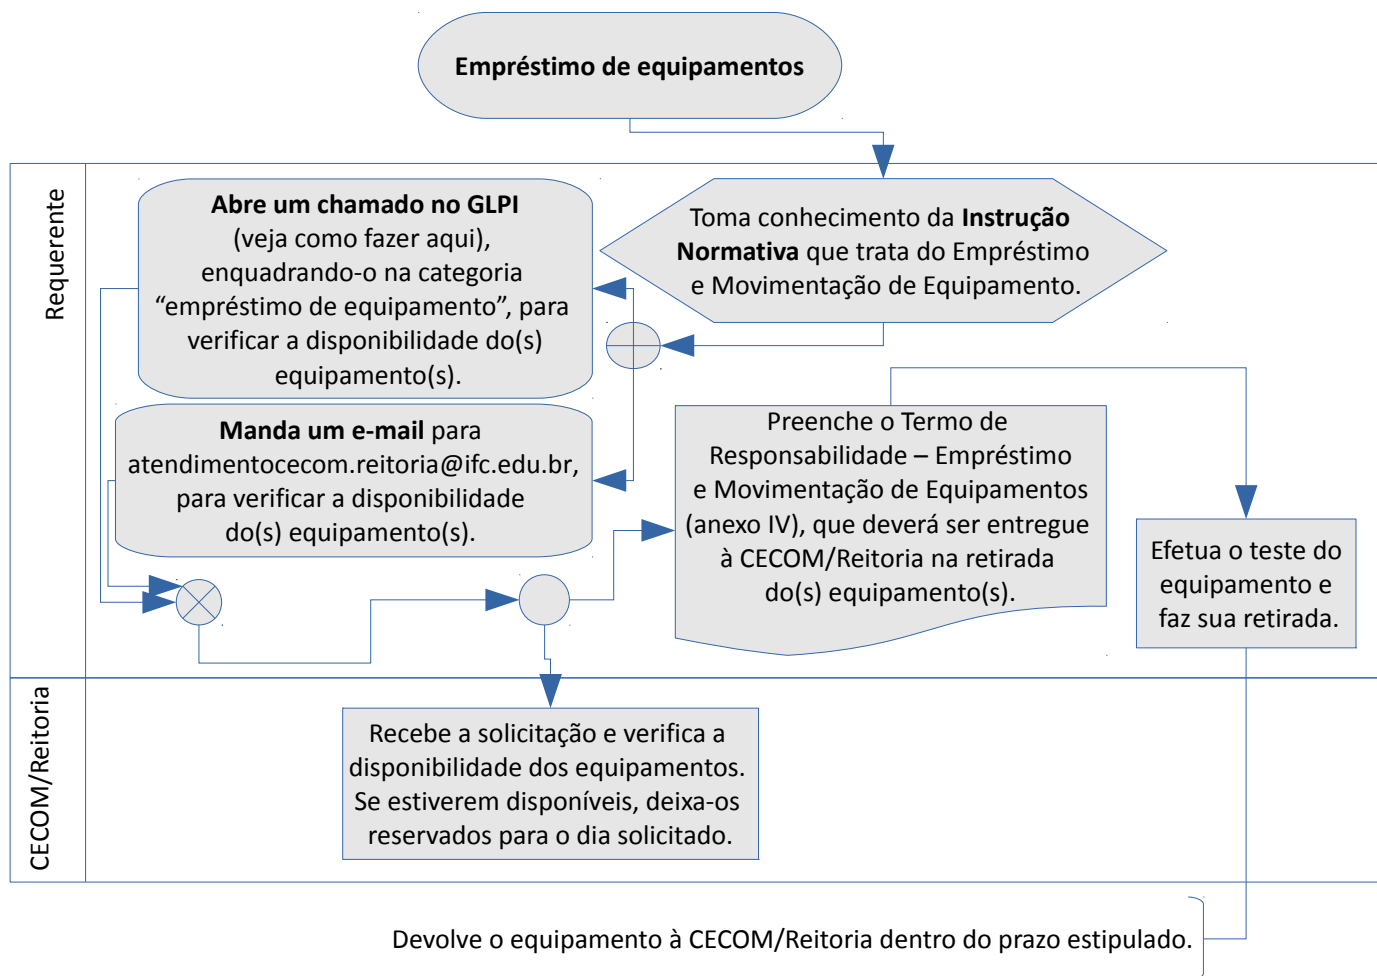 Empréstimo de equipamentos
Requerente
Abre um chamado no GLPI
(veja como fazer aqui),
enquadrando-o na categoria
“empréstimo de equipamento”, para
verificar a disponibilidade do(s)
equipamento(s).
Toma conhecimento da Instrução
Normativa que trata do Empréstimo
e Movimentação de Equipamento.
Manda um e-mail para
atendimentocecom.reitoria@ifc.edu.br,
para verificar a disponibilidade
do(s) equipamento(s).
Preenche o Termo de
Responsabilidade – Empréstimo
e Movimentação de Equipamentos
(anexo IV), que deverá ser entregue
à CECOM/Reitoria na retirada
do(s) equipamento(s).
Efetua o teste do
equipamento e
faz sua retirada.
CECOM/Reitoria
Recebe a solicitação e verifica a
disponibilidade dos equipamentos.
Se estiverem disponíveis, deixa-os
reservados para o dia solicitado.
Devolve o equipamento à CECOM/Reitoria dentro do prazo estipulado.